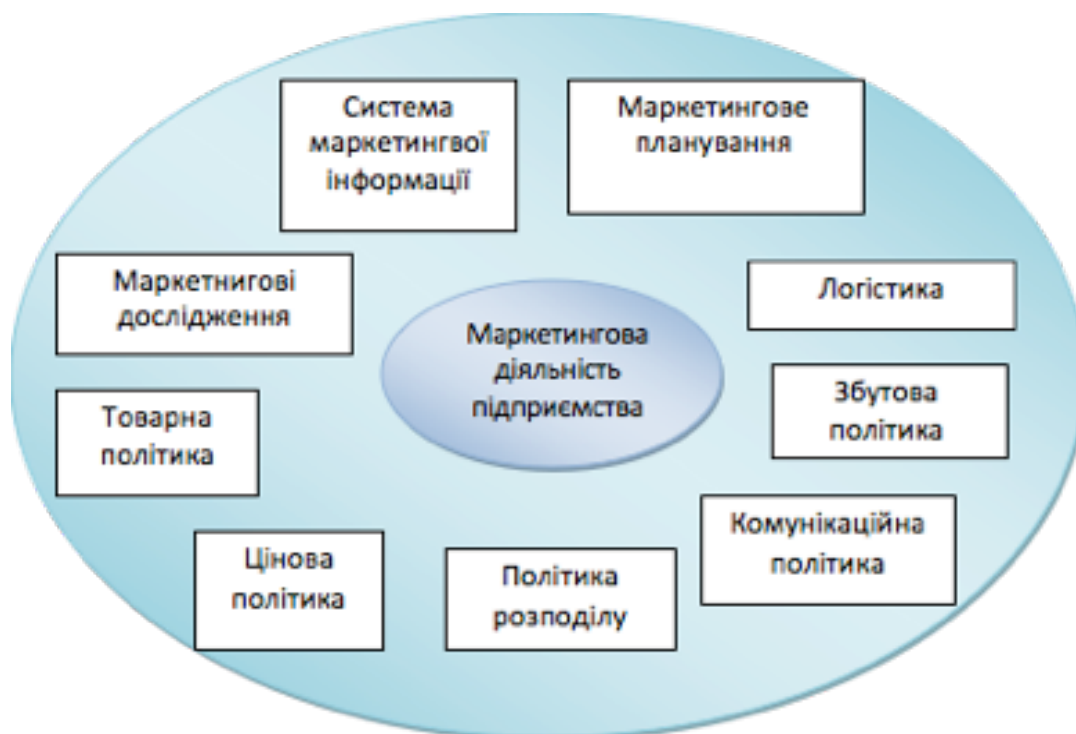 Система
маркетингвої
інформації
Маркетингове
планування
Маркетнигові
дослідження
Логістика
Маркетингова
діяльність
підприємства
Збутова
політика
Товарна
політика
Комунікаційна
політика
Цінова
політика
Політика
розподілу